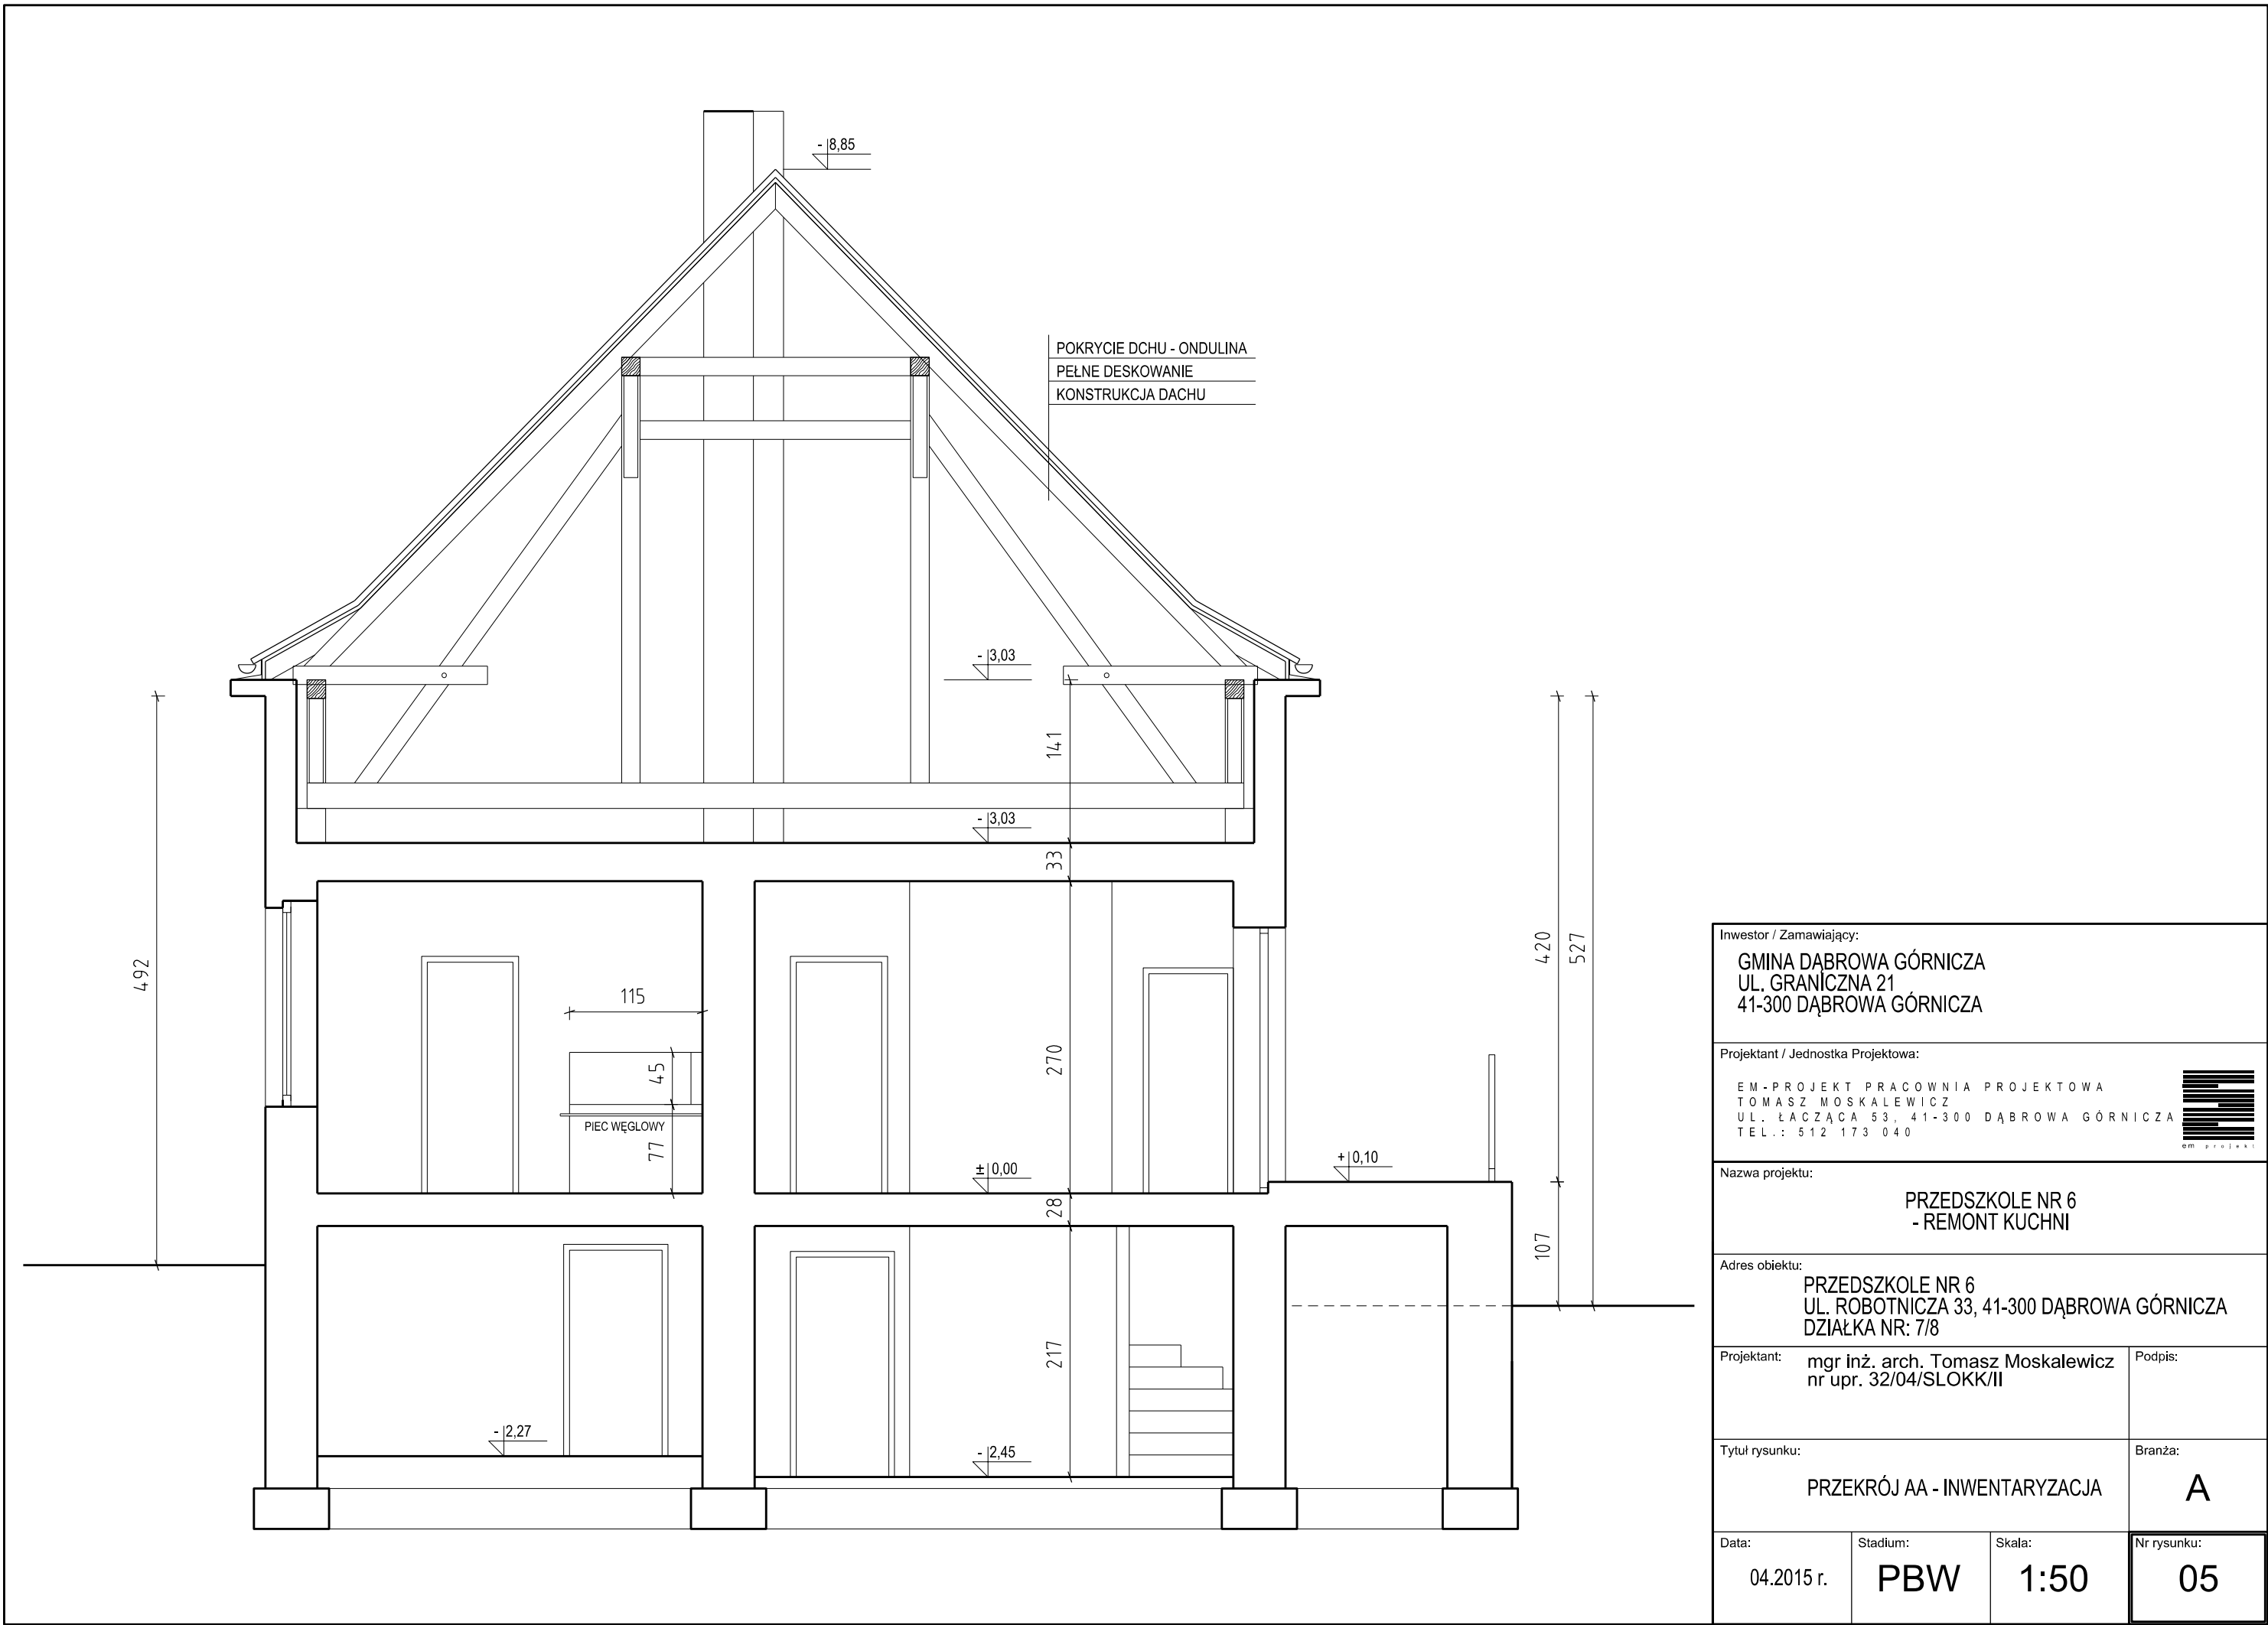 - 8,85
POKRYCIE DCHU - ONDULINA
PEŁNE DESKOWANIE
KONSTRUKCJA DACHU
- 3,03
141
- 3,03
33
492
420
527
115
45
270
PIEC WĘGLOWY
77
± 0,00
+ 0,10
28
107
217
- 2,27
- 2,45
Inwestor / Zamawiający:
GMINA DĄBROWA GÓRNICZA
UL. GRANICZNA 21
41-300 DĄBROWA GÓRNICZA
Projektant / Jednostka Projektowa:
EM-PROJEKT PRACOWNIA PROJEKTOWA
TOMASZ MOSKALEWICZ
UL. ŁĄCZĄCA 53, 41-300 DĄBROWA GÓRNICZA
TEL.: 512 173 040
em projekt
Nazwa projektu:
PRZEDSZKOLE NR 6
- REMONT KUCHNI
Adres obiektu:
PRZEDSZKOLE NR 6
UL. ROBOTNICZA 33, 41-300 DĄBROWA GÓRNICZA
DZIAŁKA NR: 7/8
Projektant:
mgr inż. arch. Tomasz Moskalewicz
nr upr. 32/04/SLOKK/II
Podpis:
Tytuł rysunku:
PRZEKRÓJ AA - INWENTARYZACJA
Branża:
A
Data:
04.2015 r.
Stadium:
PBW
Skala:
1:50
Nr rysunku:
05